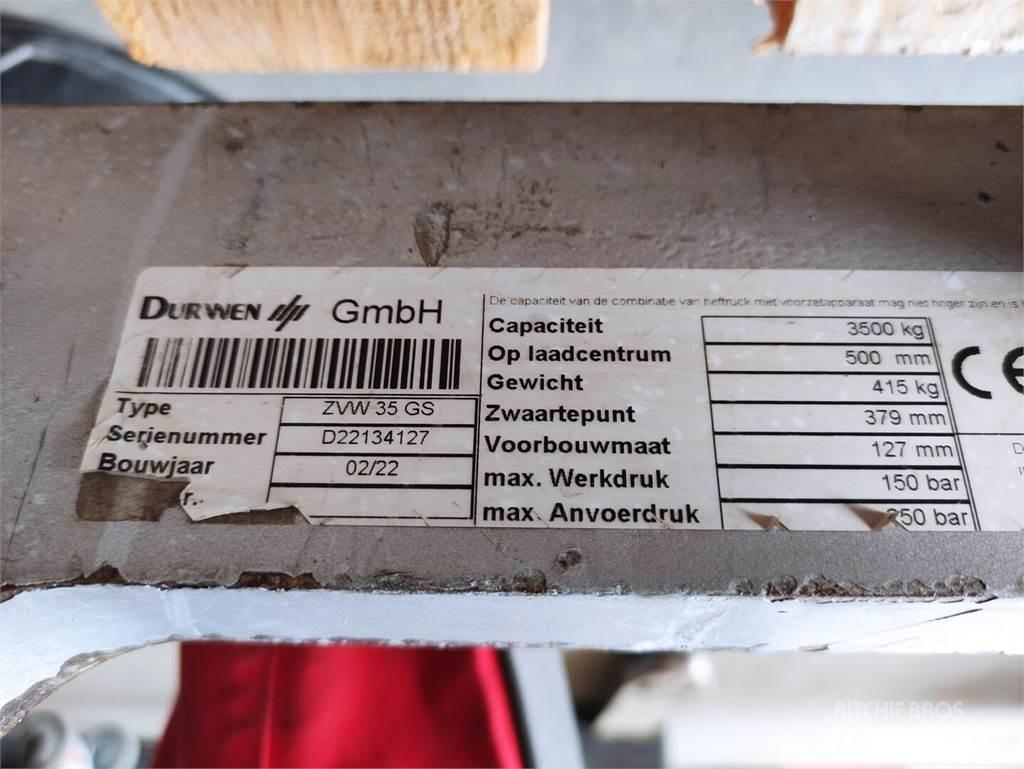 DURWEN GmbH
Type ZVW 35 GS
Serienummer D22134127
Bouwjaar 02/22
r.
De capaciteit van de combinatie van heftruck met voorzetapparaat mag niet hoger zijn en is
Capaciteit 3500 kg
Op laadcentrum 500 mm
Gewicht 415 kg
Zwaartepunt 379 mm
Voorbouwmaat 127 mm
max. Werkdruk 150 bar
max. Anvoerdruk 250 bar
CE
RITCHIE BROS